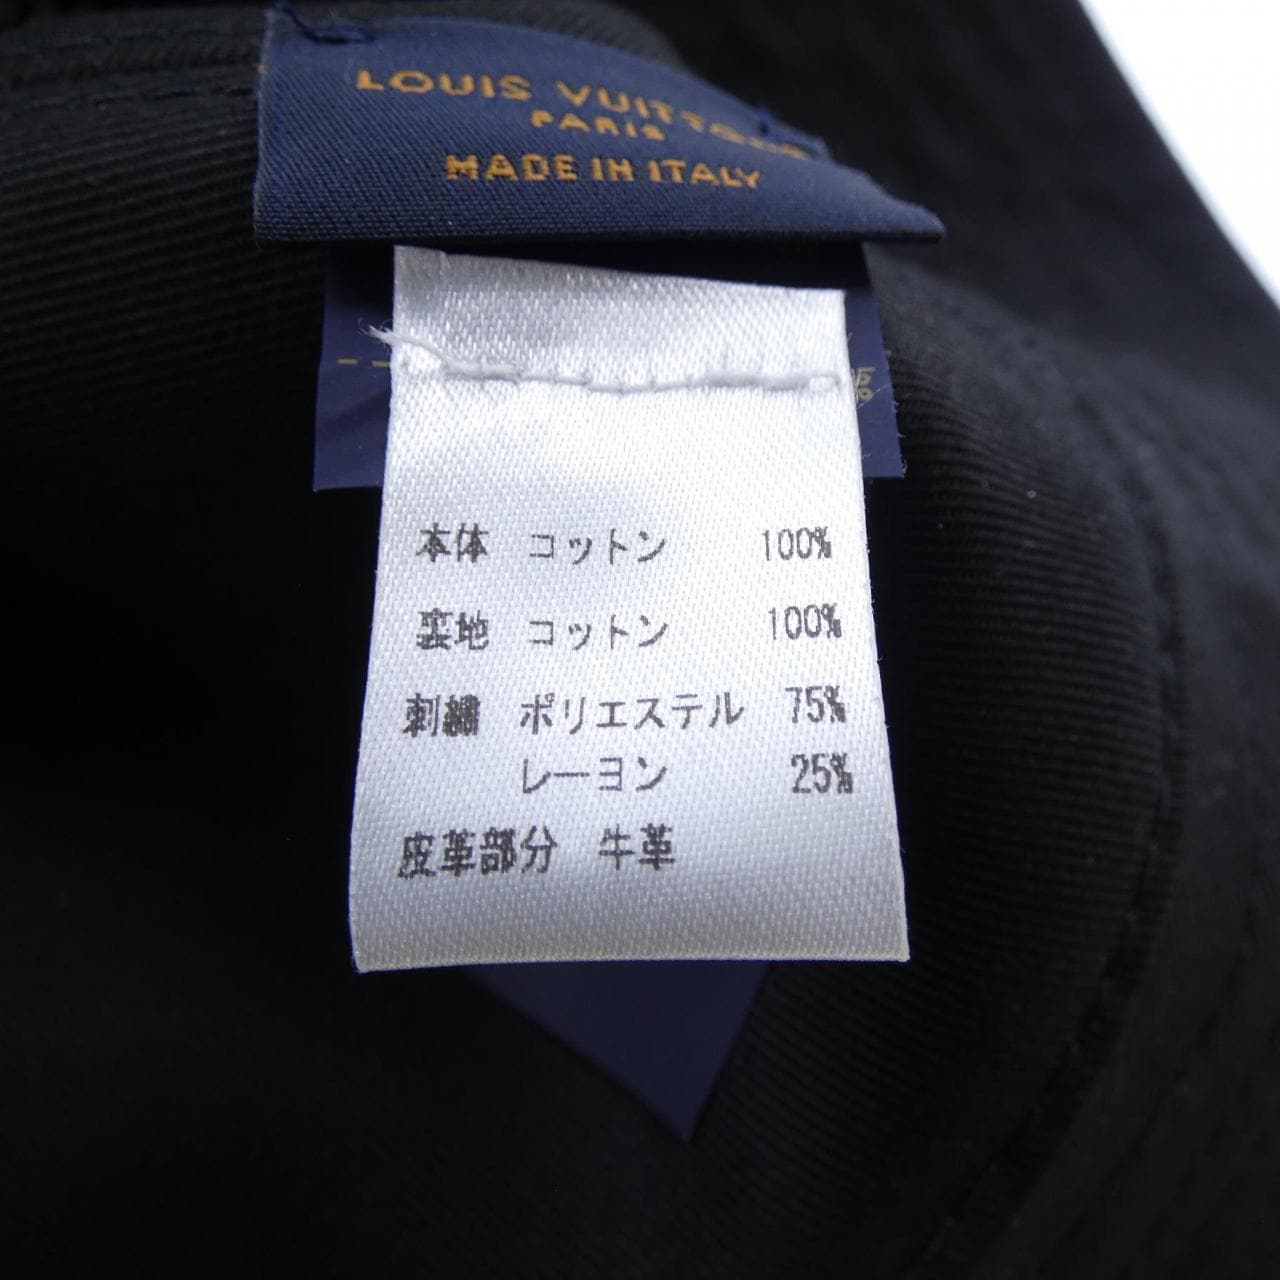 LOUIS VUITTON
PARIS
MADE IN ITALY
本体 コットン 100%
裏地 コットン 100%
刺繍 ポリエステル 75%
レーヨン 25%
皮革部分 牛革